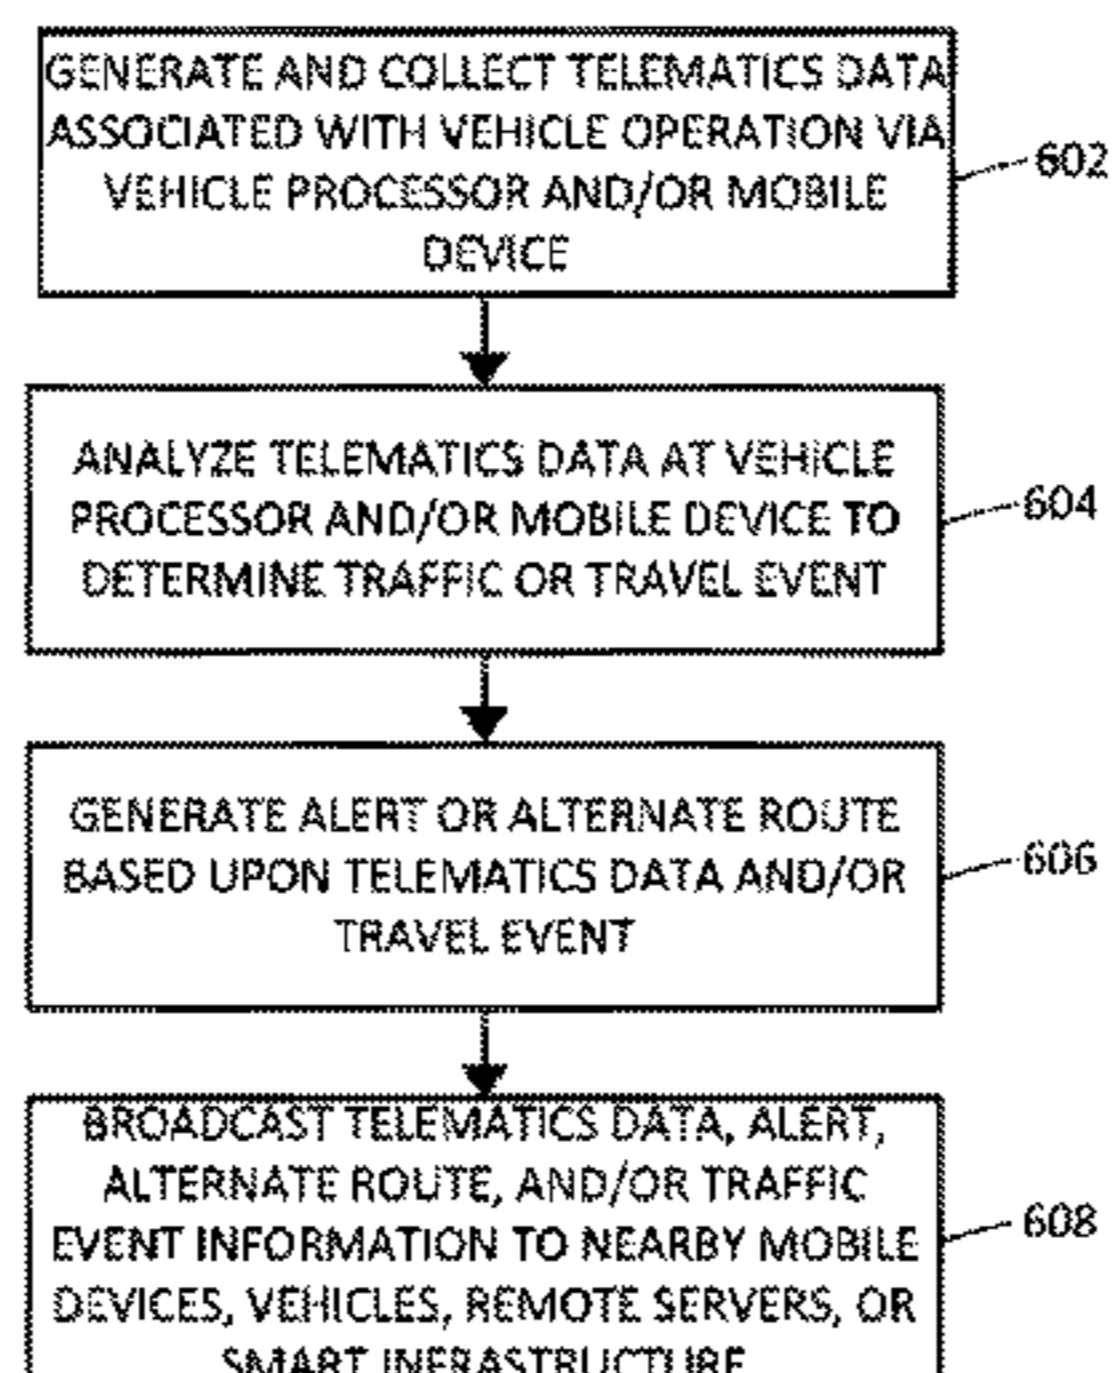 GENERATE AND COLLECT TELEMATICS DATA
ASSOCIATED WITH VEHICLE OPERATION VIA
VEHICLE PROCESSOR AND/OR MOBILE
DEVICE
602
ANALYZE TELEMATICS DATA AT VEHICLE
PROCESSOR AND/OR MOBILE DEVICE TO
DETERMINE TRAFFIC OR TRAVEL EVENT
604
GENERATE ALERT OR ALTERNATE ROUTE
BASED UPON TELEMATICS DATA AND/OR
TRAVEL EVENT
606
BROADCAST TELEMATICS DATA, ALERT,
ALTERNATE ROUTE, AND/OR TRAFFIC
EVENT INFORMATION TO NEARBY MOBILE
DEVICES, VEHICLES, REMOTE SERVERS, OR
SMART INFRASTRUCTURE
608